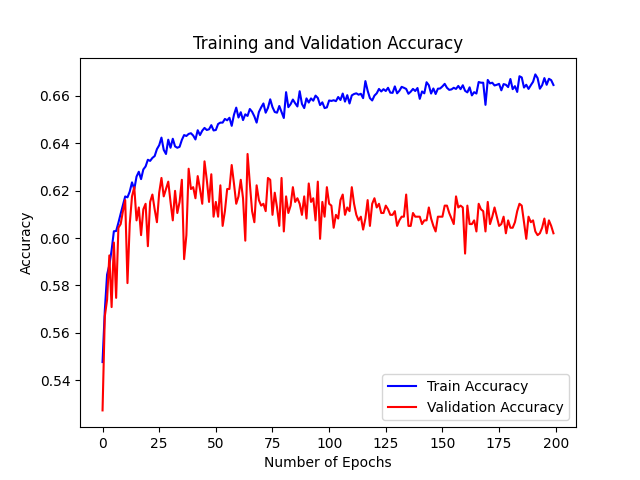 Training and Validation Accuracy
Accuracy
0.66
0.64
0.62
0.60
0.58
0.56
0.54
Train Accuracy
Validation Accuracy
0 25 50 75 100 125 150 175 200
Number of Epochs